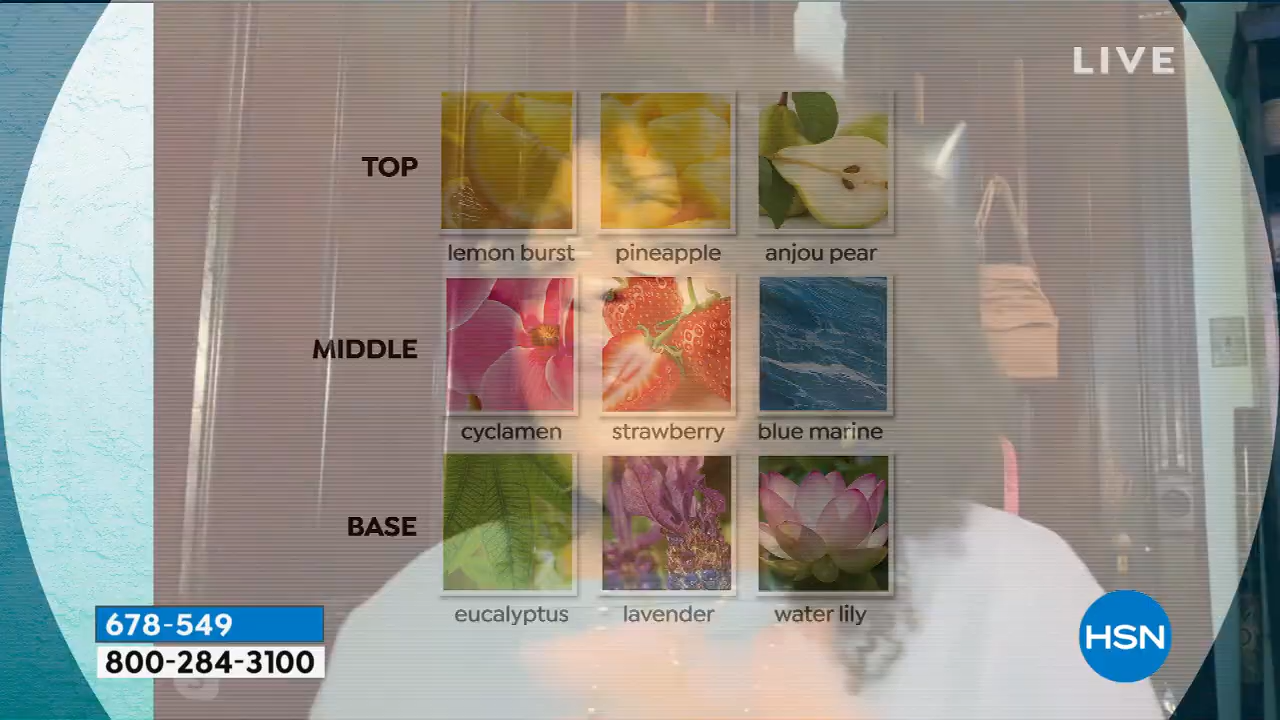 LIVE
TOP
lemon burst
pineapple
anjou pear
MIDDLE
cyclamen
strawberry
blue marine
BASE
eucalyptus
lavender
water lily
678-549
800-284-3100
HSN